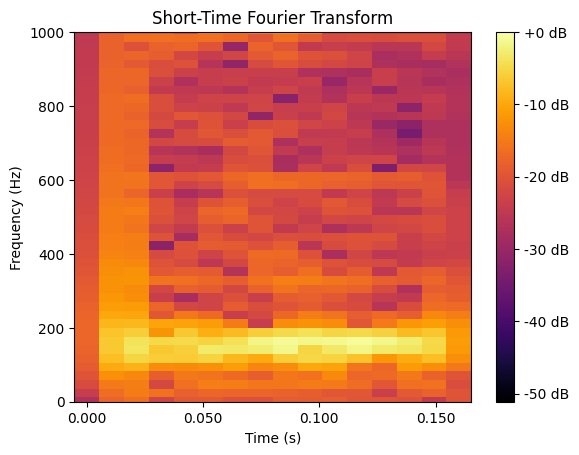 Short-Time Fourier Transform
1000
800
600
400
200
0
Frequency (Hz)
0.000
0.050
0.100
0.150
Time (s)
+0 dB
-10 dB
-20 dB
-30 dB
-40 dB
-50 dB